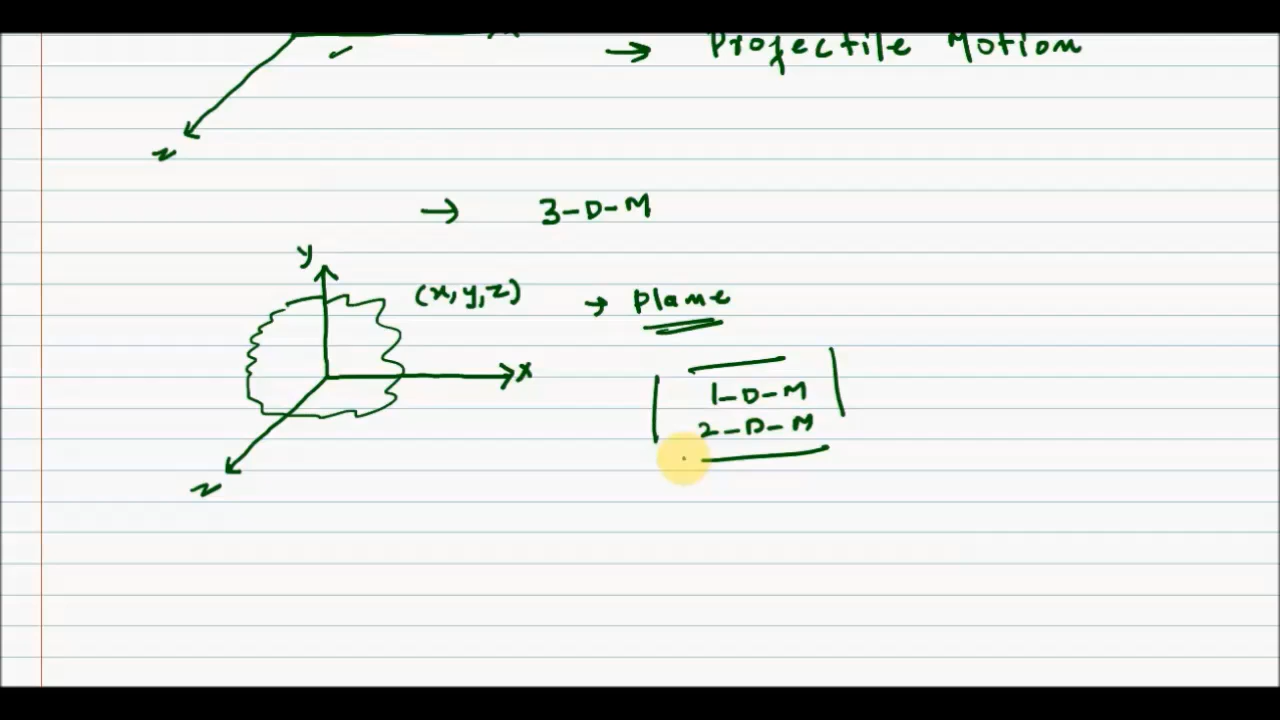 x
→ Projectile Motion
z
→ 3-D-M
y
(x,y,z) → Plane
x
1-D-M
2-D-M
z